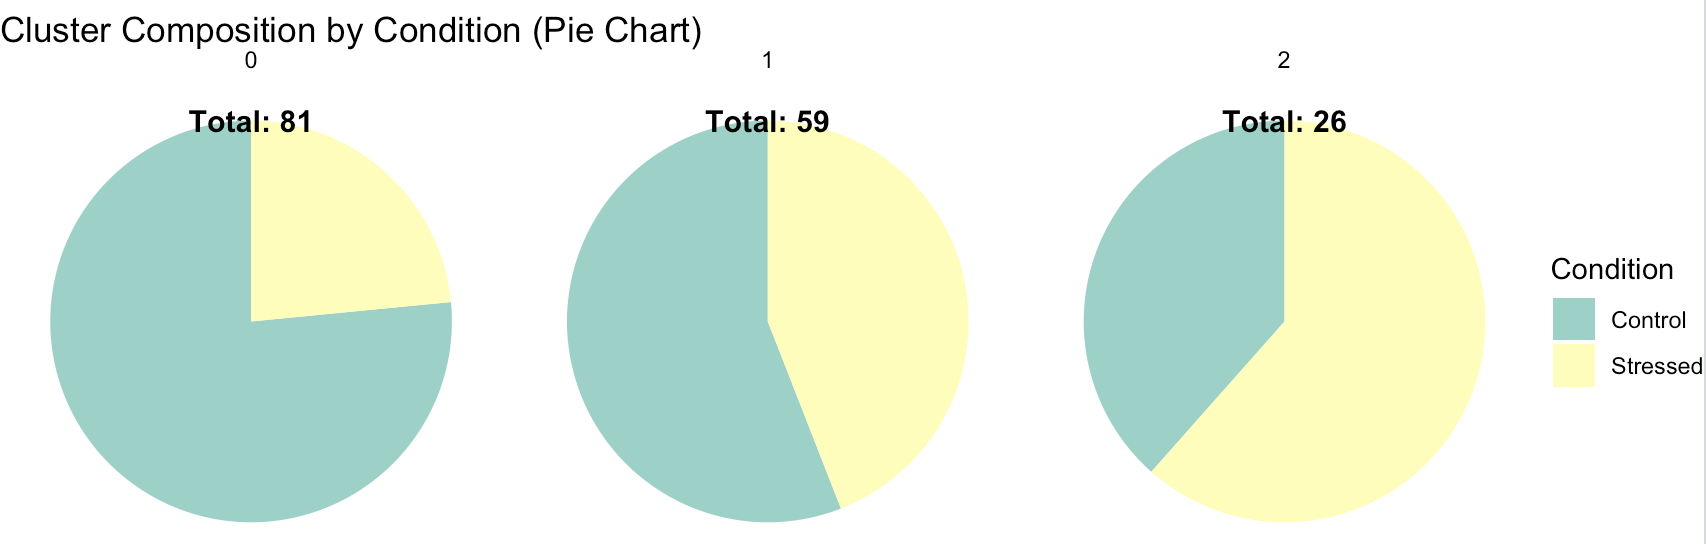 Cluster Composition by Condition (Pie Chart)
0
1
2
Total: 81
Total: 59
Total: 26
Condition
Control
Stressed